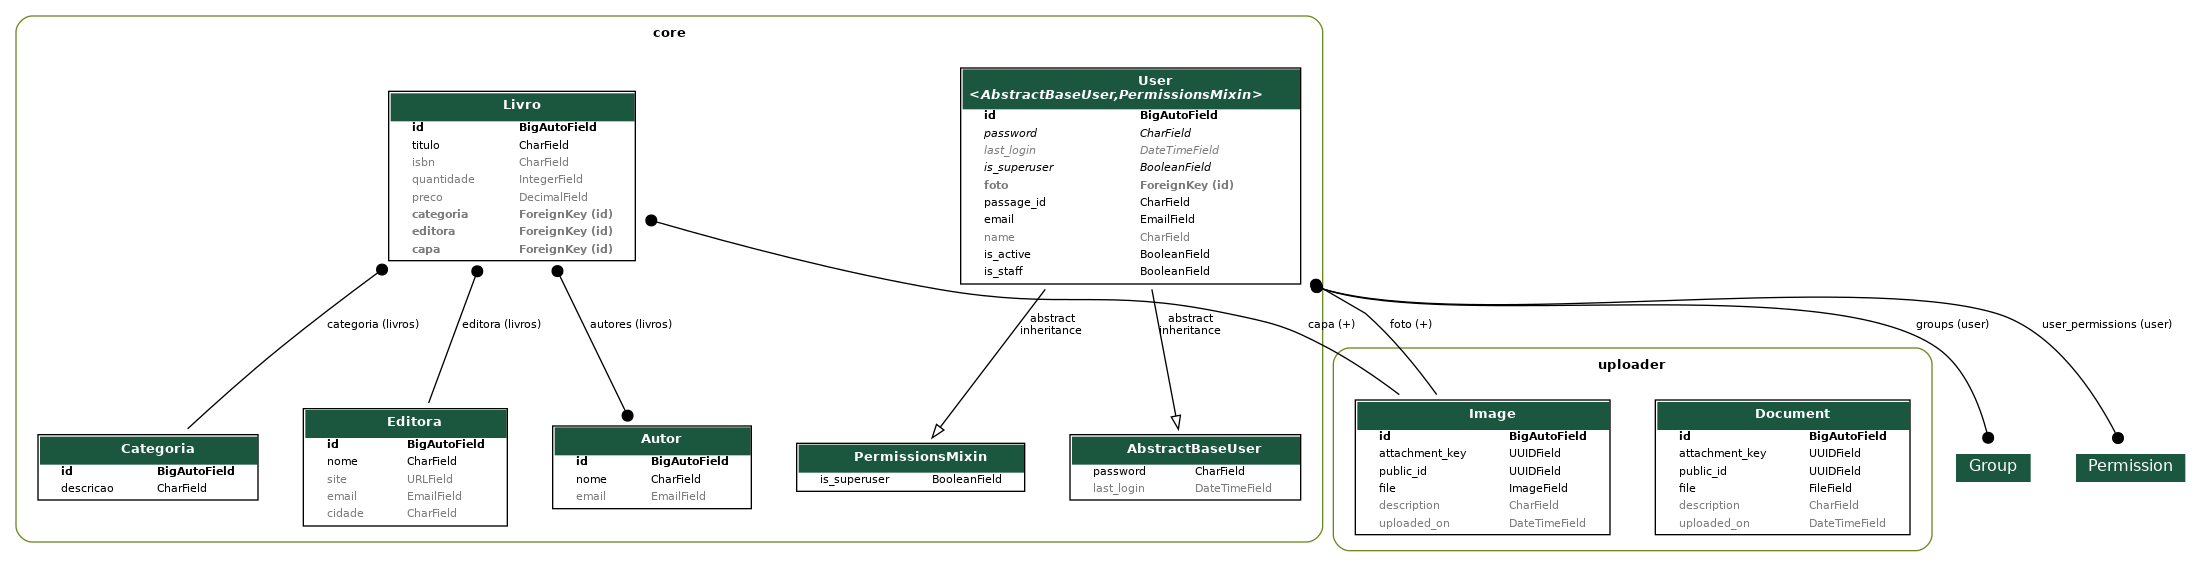 core
Livro
id BigAutoField
titulo CharField
isbn CharField
quantidade IntegerField
preco DecimalField
categoria ForeignKey (id)
editora ForeignKey (id)
capa ForeignKey (id)
User
<AbstractBaseUser,PermissionsMixin>
id BigAutoField
password CharField
last_login DateTimeField
is_superuser BooleanField
foto ForeignKey (id)
passage_id CharField
email EmailField
name CharField
is_active BooleanField
is_staff BooleanField
categoria (livros)
editora (livros)
autores (livros)
abstract
inheritance
abstract
inheritance
capa (+)
foto (+)
groups (user)
user_permissions (user)
Categoria
id BigAutoField
descricao CharField
Editora
id BigAutoField
nome CharField
site URLField
email EmailField
cidade CharField
Autor
id BigAutoField
nome CharField
email EmailField
PermissionsMixin
is_superuser BooleanField
AbstractBaseUser
password CharField
last_login DateTimeField
uploader
Image
id BigAutoField
attachment_key UUIDField
public_id UUIDField
file ImageField
description CharField
uploaded_on DateTimeField
Document
id BigAutoField
attachment_key UUIDField
public_id UUIDField
file FileField
description CharField
uploaded_on DateTimeField
Group
Permission